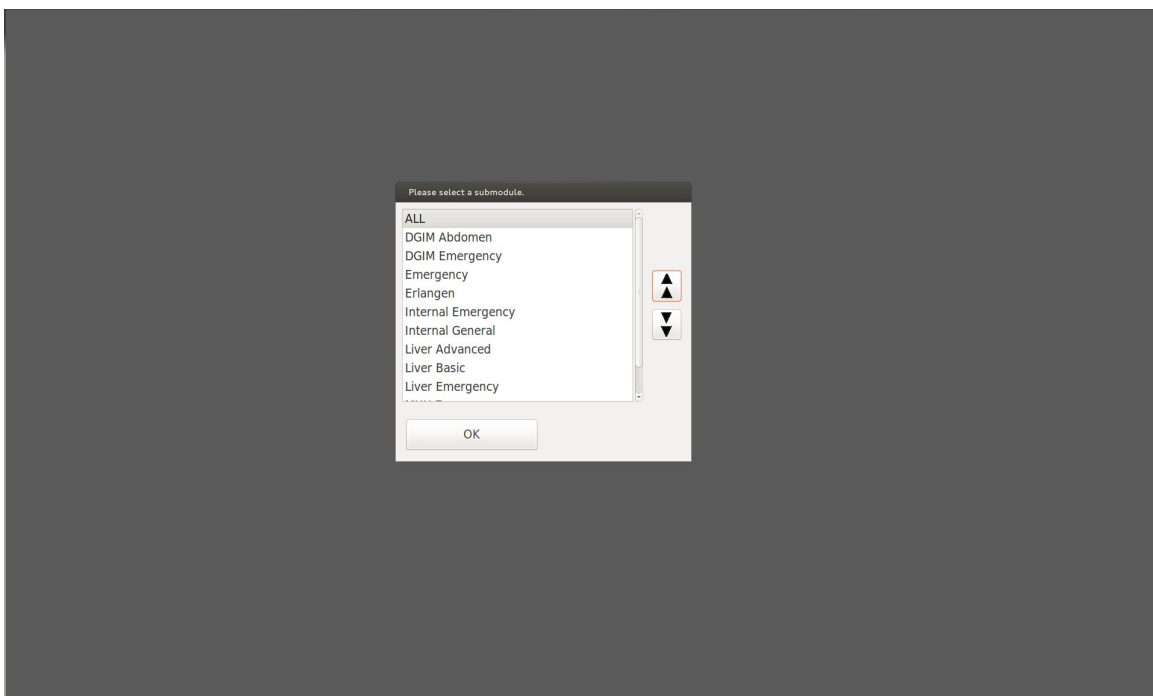 Please select a submodule.
ALL
DGIM Abdomen
DGIM Emergency
Emergency
Erlangen
Internal Emergency
Internal General
Liver Advanced
Liver Basic
Liver Emergency
OK